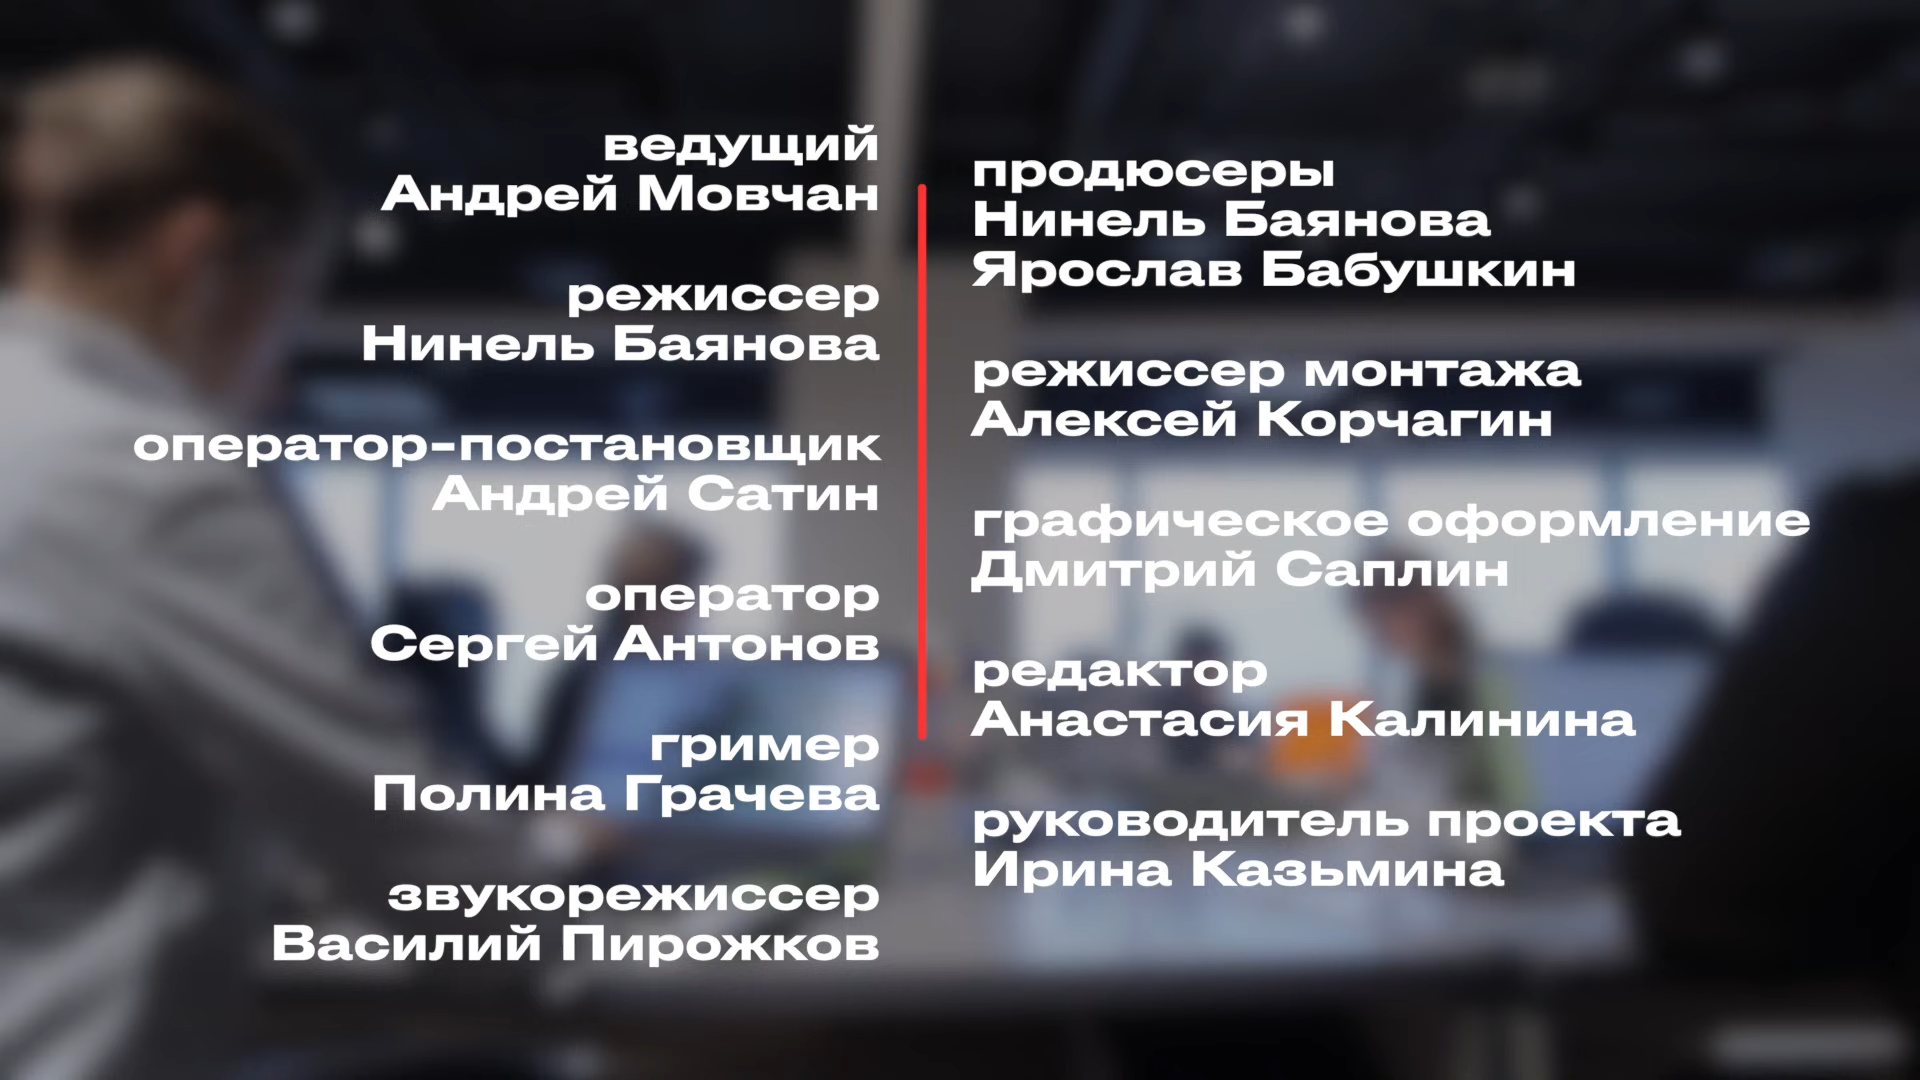 ведущий
Андрей Мовчан
режиссер
Нинель Баянова
оператор-постановщик
Андрей Сатин
оператор
Сергей Антонов
гример
Полина Грачева
звукорежиссер
Василий Пирожков
продюсеры
Нинель Баянова
Ярослав Бабушкин
режиссер монтажа
Алексей Корчагин
графическое оформление
Дмитрий Саплин
редактор
Анастасия Калинина
руководитель проекта
Ирина Казьмина